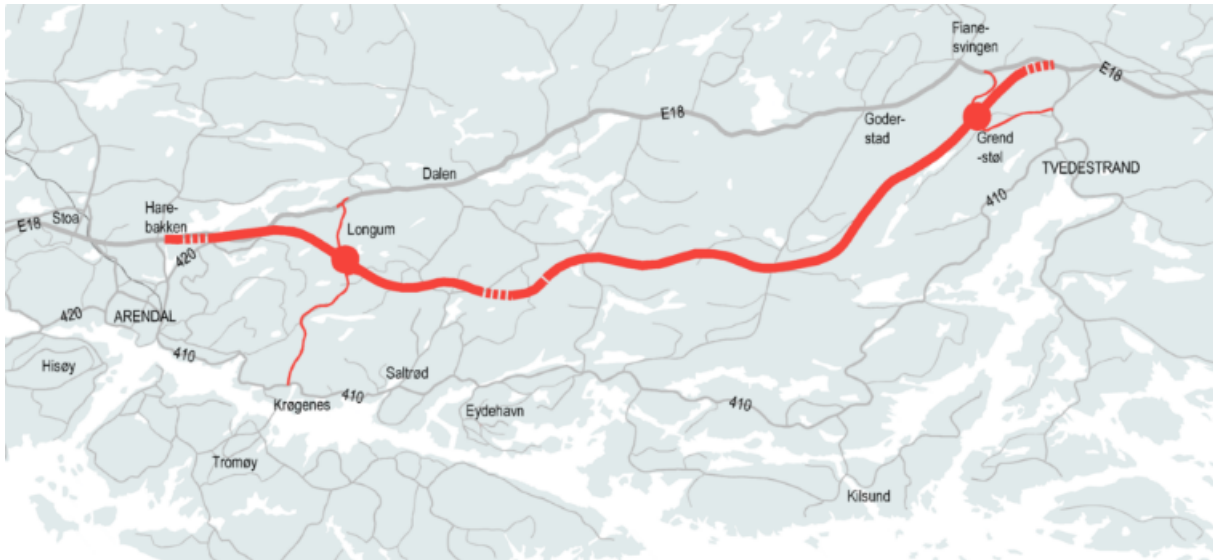 Fiane-
svingen
E18
E18
Goder-
stad
Grend
-støl
TVEDESTRAND
Dalen
410
Hare-
bakken
Stoa
E18
Longum
420
ARENDAL
420
410
Hisøy
Saltrød
410
Krøgenes
Eydehavn
410
Tromøy
Kilsund